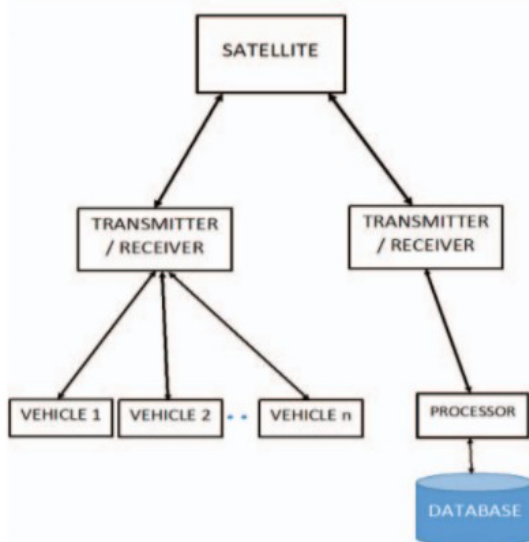 SATELLITE
TRANSMITTER
/ RECEIVER
TRANSMITTER
/ RECEIVER
VEHICLE 1
VEHICLE 2
VEHICLE n
PROCESSOR
DATABASE